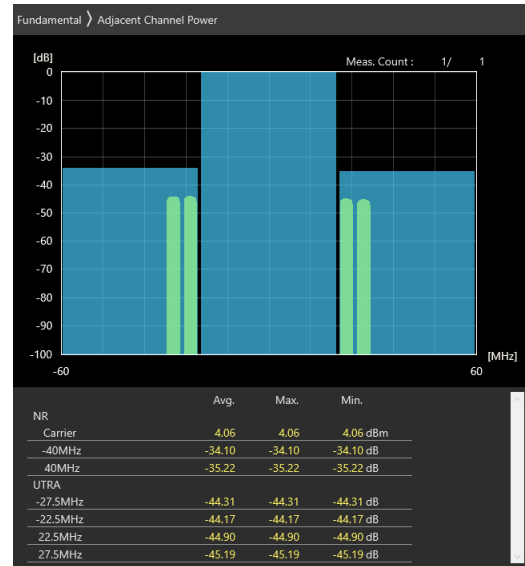 Fundamental ❭ Adjacent Channel Power
[dB]
Meas. Count : 1/ 1
0
-10
-20
-30
-40
-50
-60
-70
-80
-90
-100
[MHz]
-60 60
Avg. Max. Min.
NR
Carrier 4.06 4.06 4.06 dBm
-40MHz -34.10 -34.10 -34.10 dB
40MHz -35.22 -35.22 -35.22 dB
UTRA
-27.5MHz -44.31 -44.31 -44.31 dB
-22.5MHz -44.17 -44.17 -44.17 dB
22.5MHz -44.90 -44.90 -44.90 dB
27.5MHz -45.19 -45.19 -45.19 dB